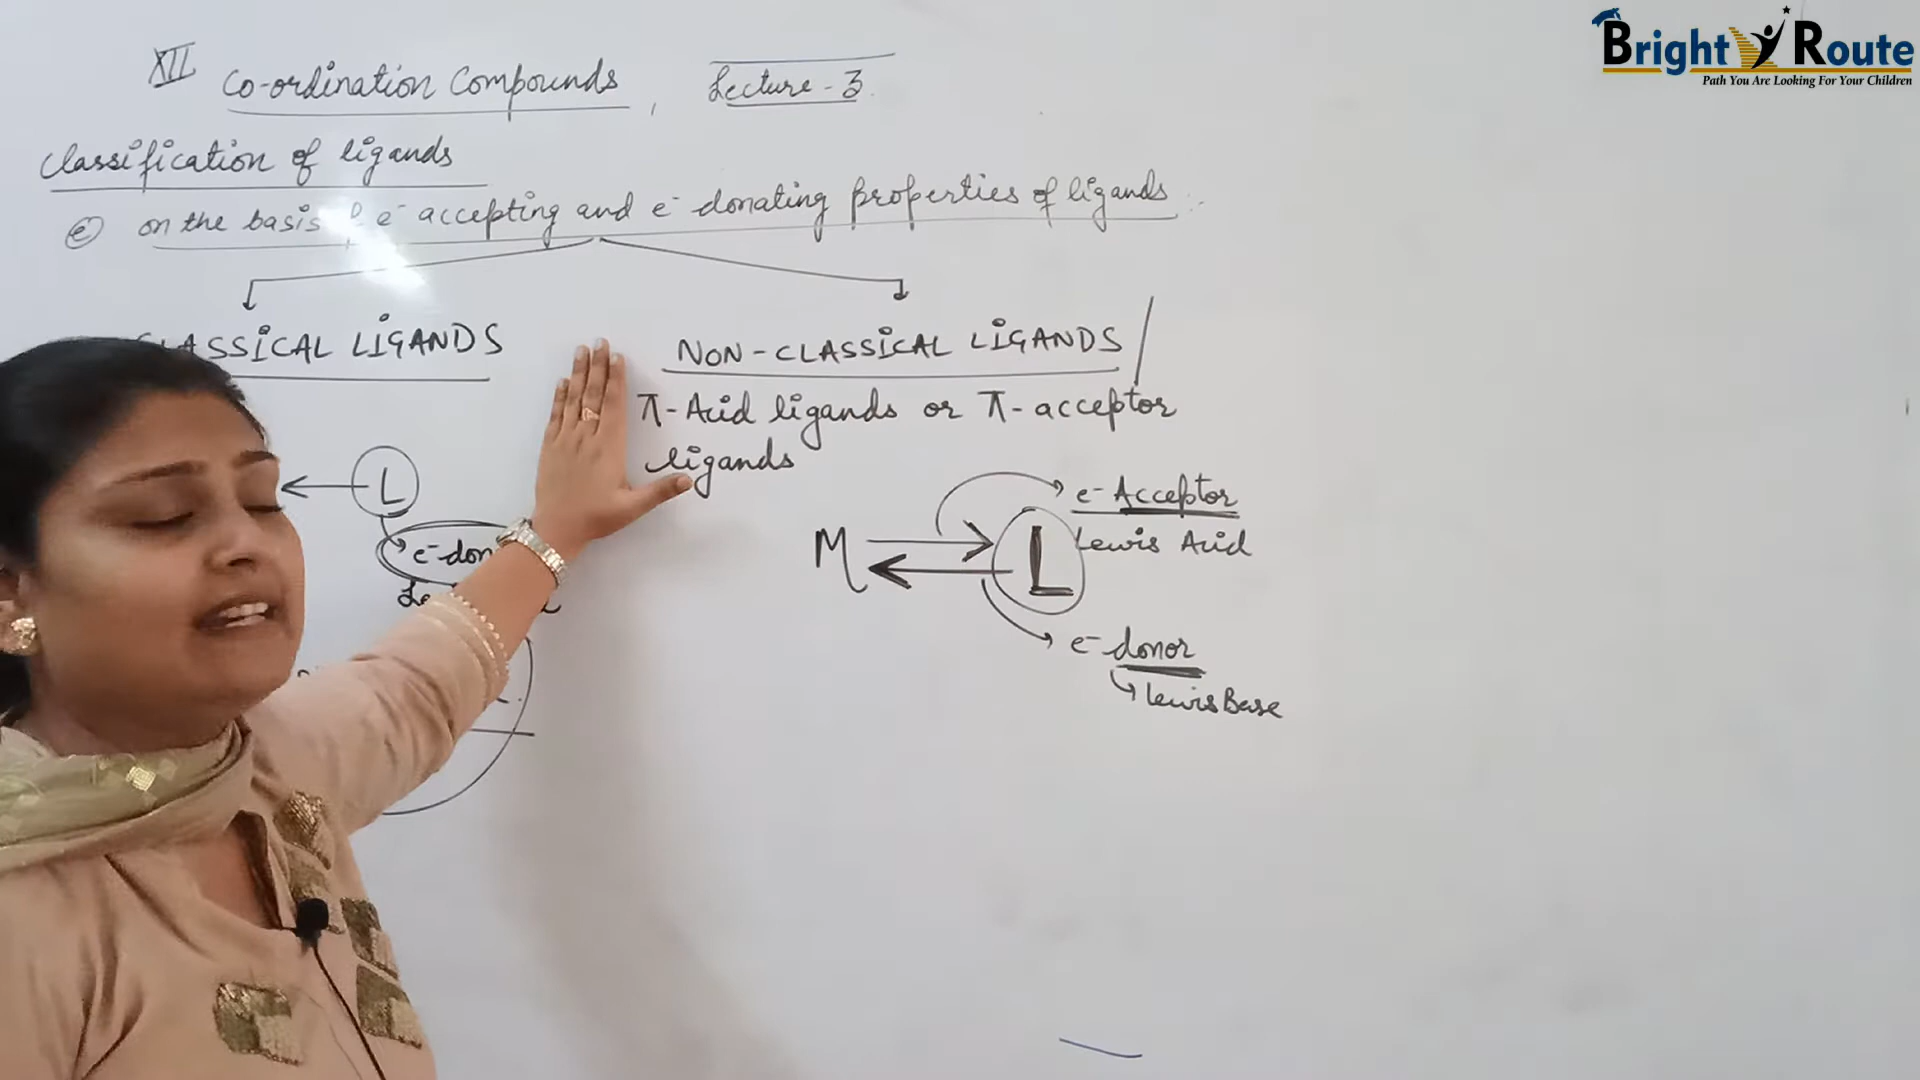 Bright Route
Path You Are Looking For Your Children
XII Co-ordination Compounds, Lecture-3.
Classification of ligands
e) on the basis of e⁻ accepting and e⁻ donating properties of ligands
CLASSICAL LIGANDS
NON-CLASSICAL LIGANDS
π-Acid ligands or π-acceptor
ligands
L
e⁻ Acceptor
Lewis Acid
M
L
e⁻ donor
Lewis Base